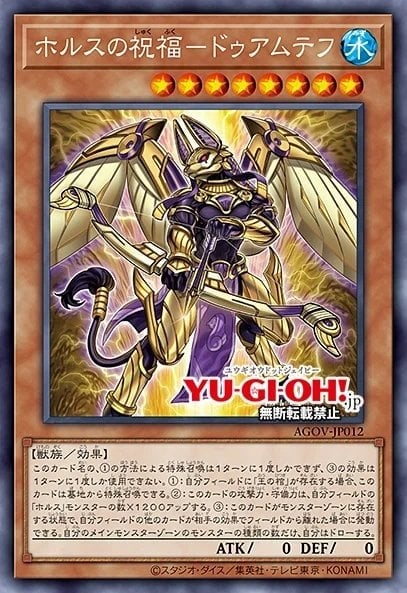 ホルスの祝福－ドゥアムテフ
水
ユウギオウドットジェイピー
YU-GI-OH!.jp
無断転載禁止
AGOV-JP012
【獣族／効果】
このカード名の、①の方法による特殊召喚は1ターンに1度しかできず、③の効果は
1ターンに1度しか使用できない。①：自分フィールドに「王の棺」が存在する場合、この
カードは墓地から特殊召喚できる。②：このカードの攻撃力・守備力は、自分フィールドの
「ホルス」モンスターの数×1200アップする。③：このカードがモンスターゾーンに存在
する状態で、自分フィールドの他のカードが相手の効果でフィールドから離れた場合に発動
できる。自分のメインモンスターゾーンのモンスターの種類の数だけ、自分はドローする。
ATK/ 0 DEF/ 0
©スタジオ・ダイス／集英社・テレビ東京・KONAMI